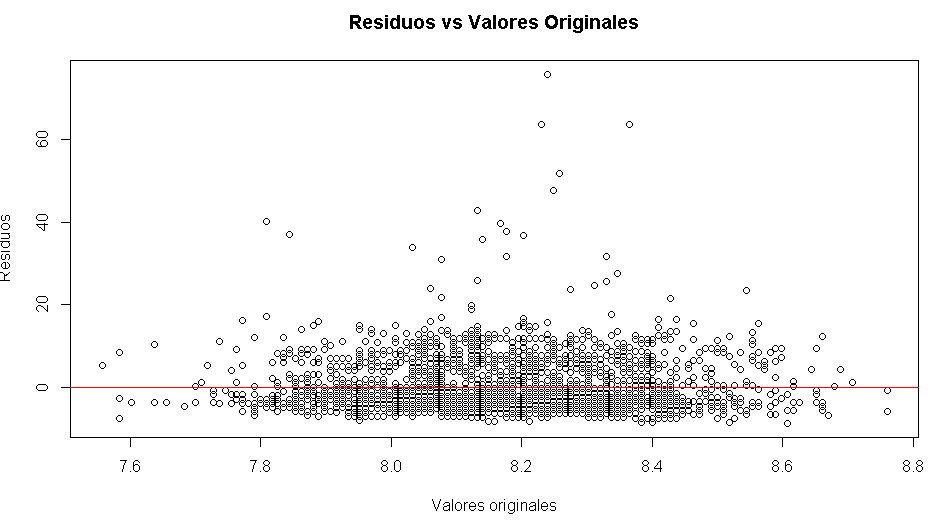 Residuos vs Valores Originales
60
40
20
0
Residuos
7.6 7.8 8.0 8.2 8.4 8.6 8.8
Valores originales